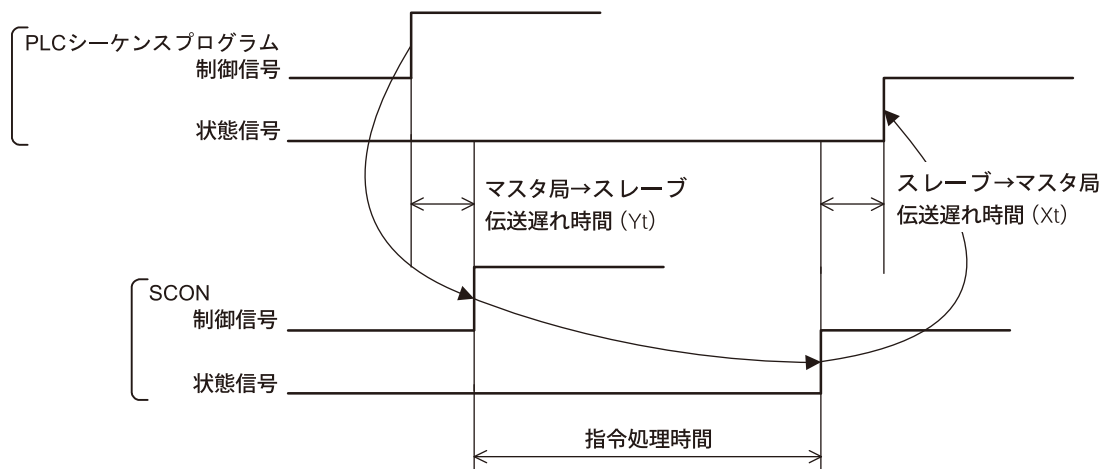 PLCシーケンスプログラム
制御信号
状態信号
マスタ局→スレーブ
伝送遅れ時間（Yt）
スレーブ→マスタ局
伝送遅れ時間（Xt）
SCON
制御信号
状態信号
指令処理時間